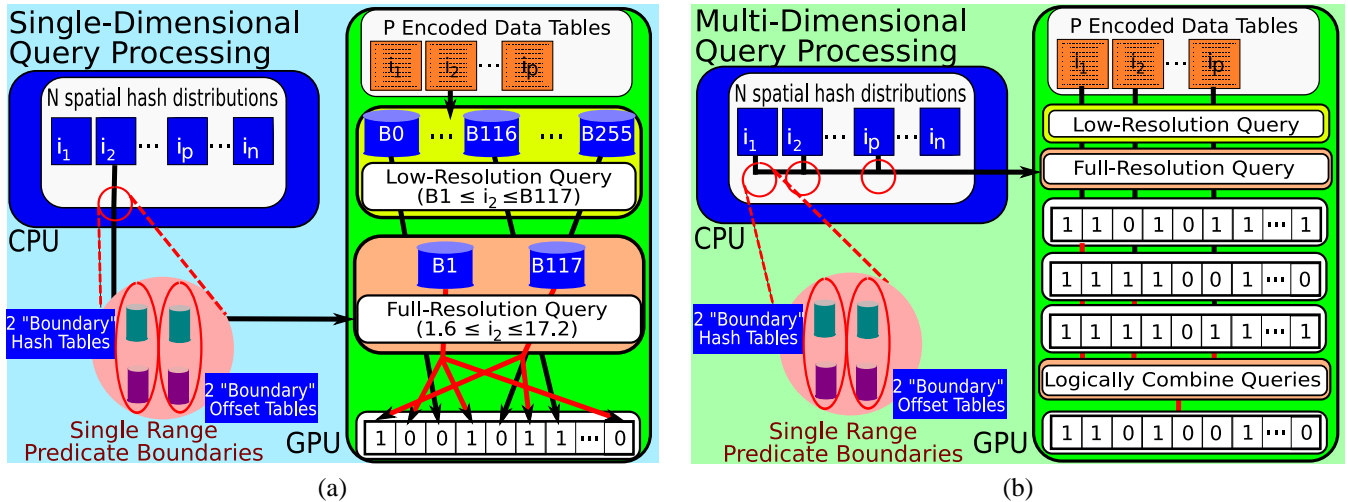 Single-Dimensional
Query Processing
N spatial hash distributions
i1 i2 ... ip ... in
CPU
2 "Boundary"
Hash Tables
2 "Boundary"
Offset Tables
Single Range
Predicate Boundaries
P Encoded Data Tables
i1 i2 ... ip
B0 ... B116 ... B255
Low-Resolution Query
(B1 ≤ i2 ≤B117)
B1 B117
Full-Resolution Query
(1.6 ≤ i2 ≤17.2)
GPU
1 0 0 1 0 1 1 ... 0
(a)
Multi-Dimensional
Query Processing
N spatial hash distributions
i1 i2 ... ip ... in
CPU
2 "Boundary"
Hash Tables
2 "Boundary"
Offset Tables
Single Range
Predicate Boundaries
P Encoded Data Tables
i1 i2 ... ip
Low-Resolution Query
Full-Resolution Query
1 1 0 1 0 1 1 ... 1
1 1 1 1 0 0 1 ... 0
1 1 1 1 0 1 1 ... 1
Logically Combine Queries
GPU
1 1 0 1 0 0 1 ... 0
(b)